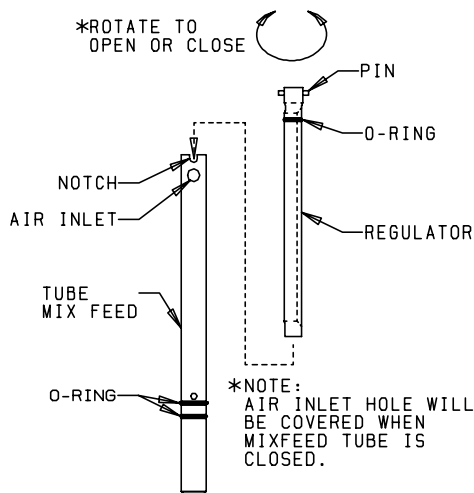 *ROTATE TO
OPEN OR CLOSE
PIN
O-RING
NOTCH
AIR INLET
REGULATOR
TUBE
MIX FEED
O-RING
*NOTE:
AIR INLET HOLE WILL
BE COVERED WHEN
MIXFEED TUBE IS
CLOSED.